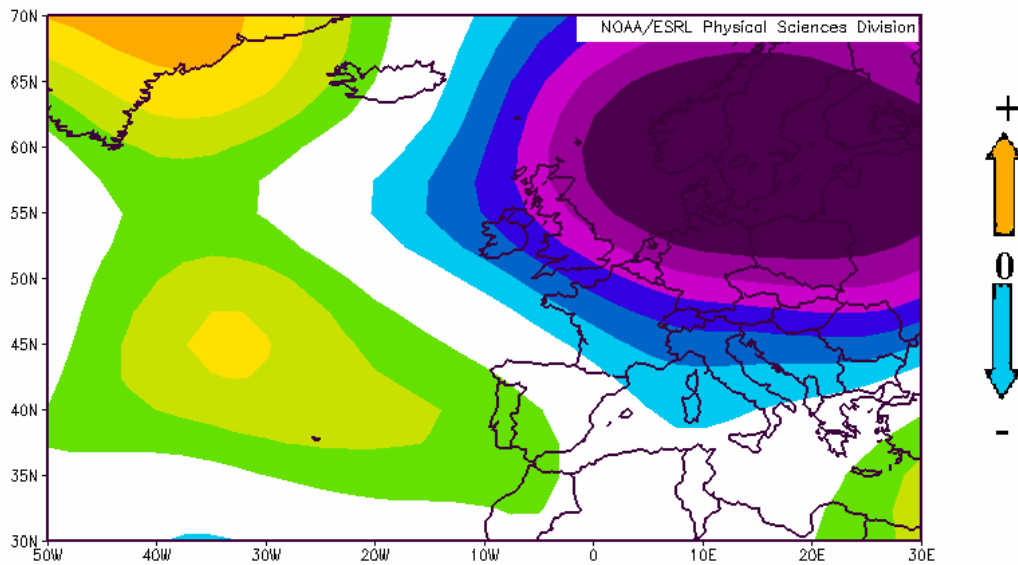 70N
NOAA/ESRL Physical Sciences Division
65N
60N
55N
50N
45N
40N
35N
30N
50W 40W 30W 20W 10W 0 10E 20E 30E
+
0
-